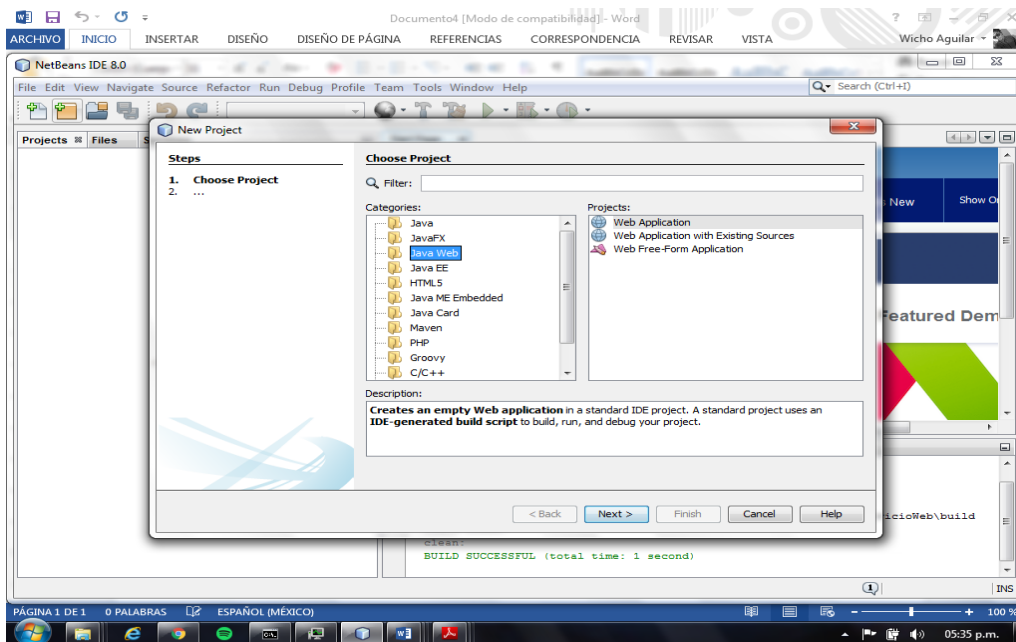 Documento4 [Modo de compatibilidad] - Word
ARCHIVO INICIO INSERTAR DISEÑO DISEÑO DE PÁGINA REFERENCIAS CORRESPONDENCIA REVISAR VISTA Wicho Aguilar
NetBeans IDE 8.0
File Edit View Navigate Source Refactor Run Debug Profile Team Tools Window Help
Search (Ctrl+I)
Projects Files
New Project
Steps
1. Choose Project
2. ...
Choose Project
Filter:
Categories:
Java
JavaFX
Java Web
Java EE
HTML5
Java ME Embedded
Java Card
Maven
PHP
Groovy
C/C++
Projects:
Web Application
Web Application with Existing Sources
Web Free-Form Application
Description:
Creates an empty Web application in a standard IDE project. A standard project uses an
IDE-generated build script to build, run, and debug your project.
< Back Next > Finish Cancel Help
New
Show
Featured Dem
icioWeb\build
clean:
BUILD SUCCESSFUL (total time: 1 second)
1
INS
PÁGINA 1 DE 1 0 PALABRAS ESPAÑOL (MÉXICO) 100 %
05:35 p.m.